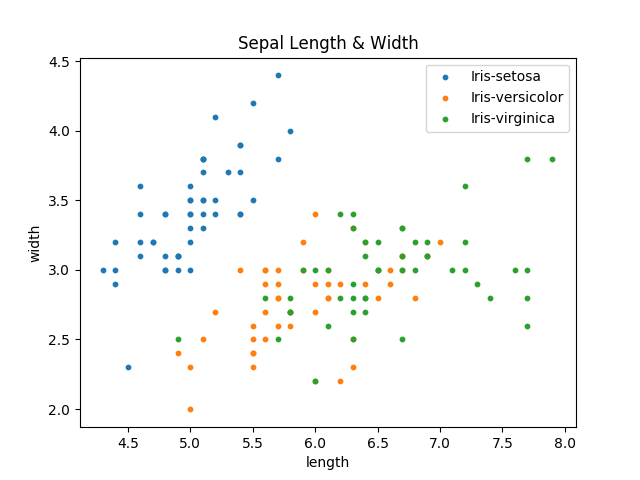 Sepal Length & Width
Iris-setosa
Iris-versicolor
Iris-virginica
4.5
4.0
3.5
3.0
2.5
2.0
width
4.5 5.0 5.5 6.0 6.5 7.0 7.5 8.0
length